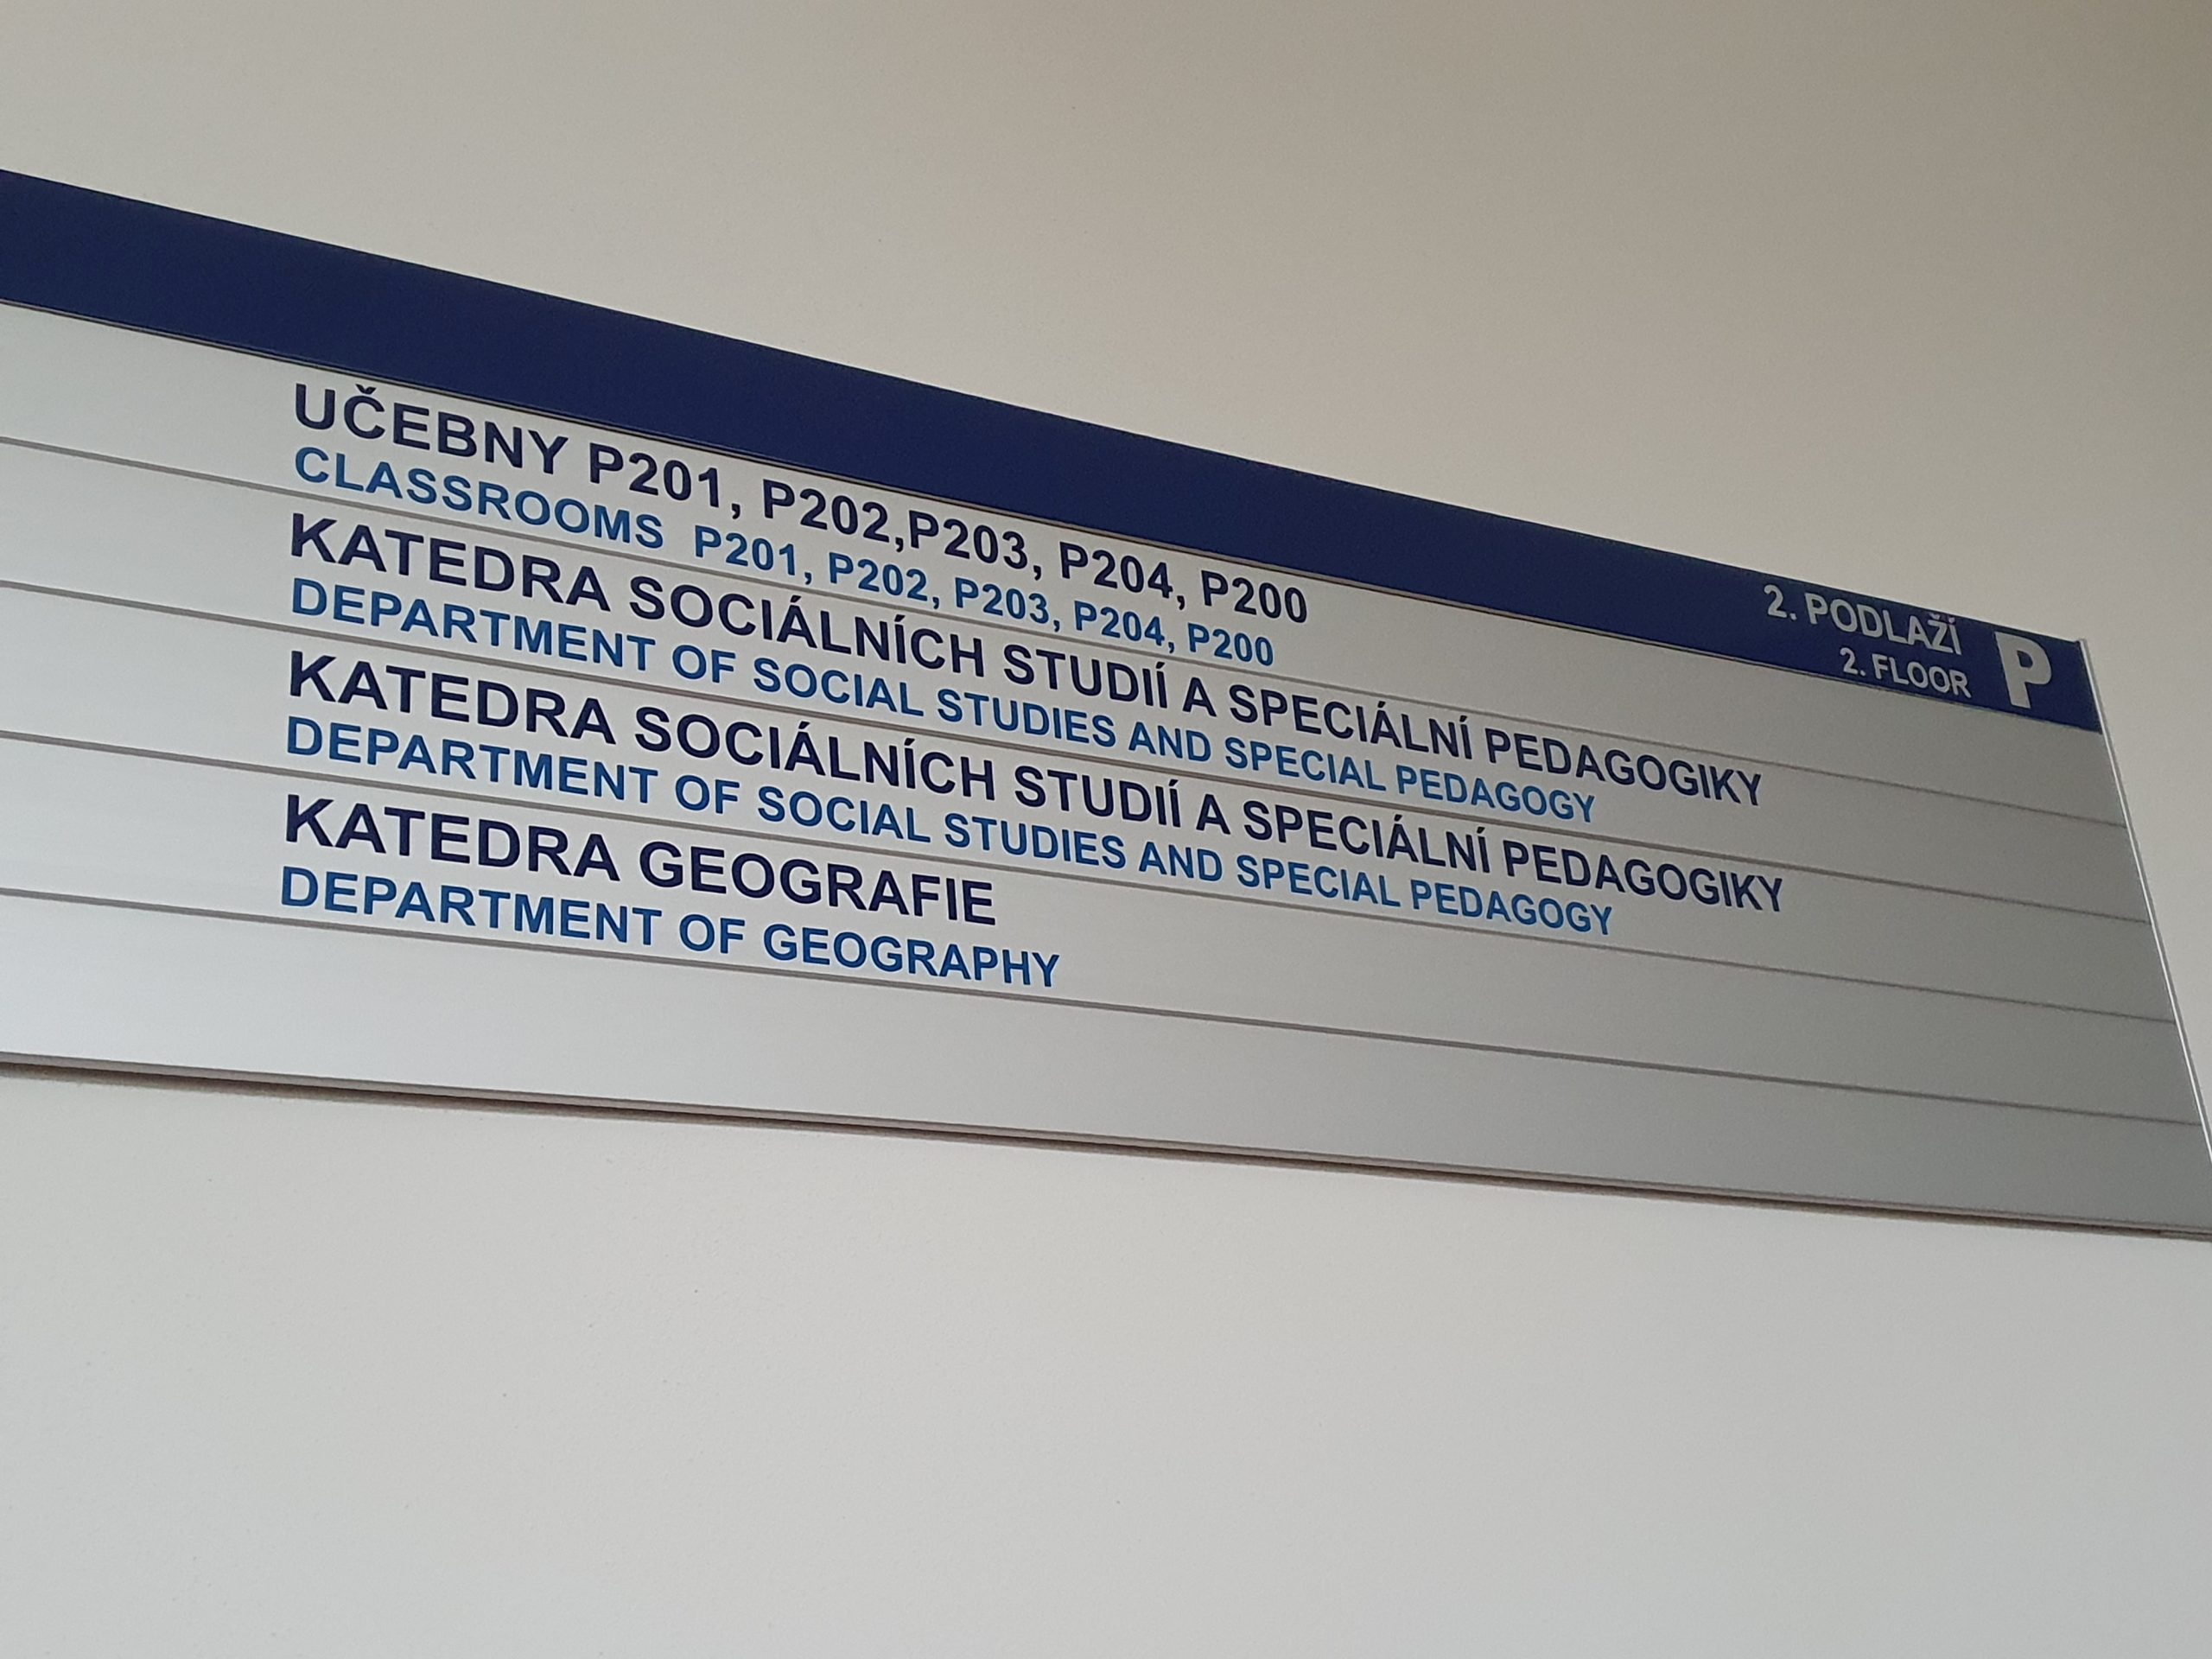 2. PODLAŽÍ P
2. FLOOR
UČEBNY P201, P202,P203, P204, P200
CLASSROOMS P201, P202, P203, P204, P200
KATEDRA SOCIÁLNÍCH STUDIÍ A SPECIÁLNÍ PEDAGOGIKY
DEPARTMENT OF SOCIAL STUDIES AND SPECIAL PEDAGOGY
KATEDRA SOCIÁLNÍCH STUDIÍ A SPECIÁLNÍ PEDAGOGIKY
DEPARTMENT OF SOCIAL STUDIES AND SPECIAL PEDAGOGY
KATEDRA GEOGRAFIE
DEPARTMENT OF GEOGRAPHY